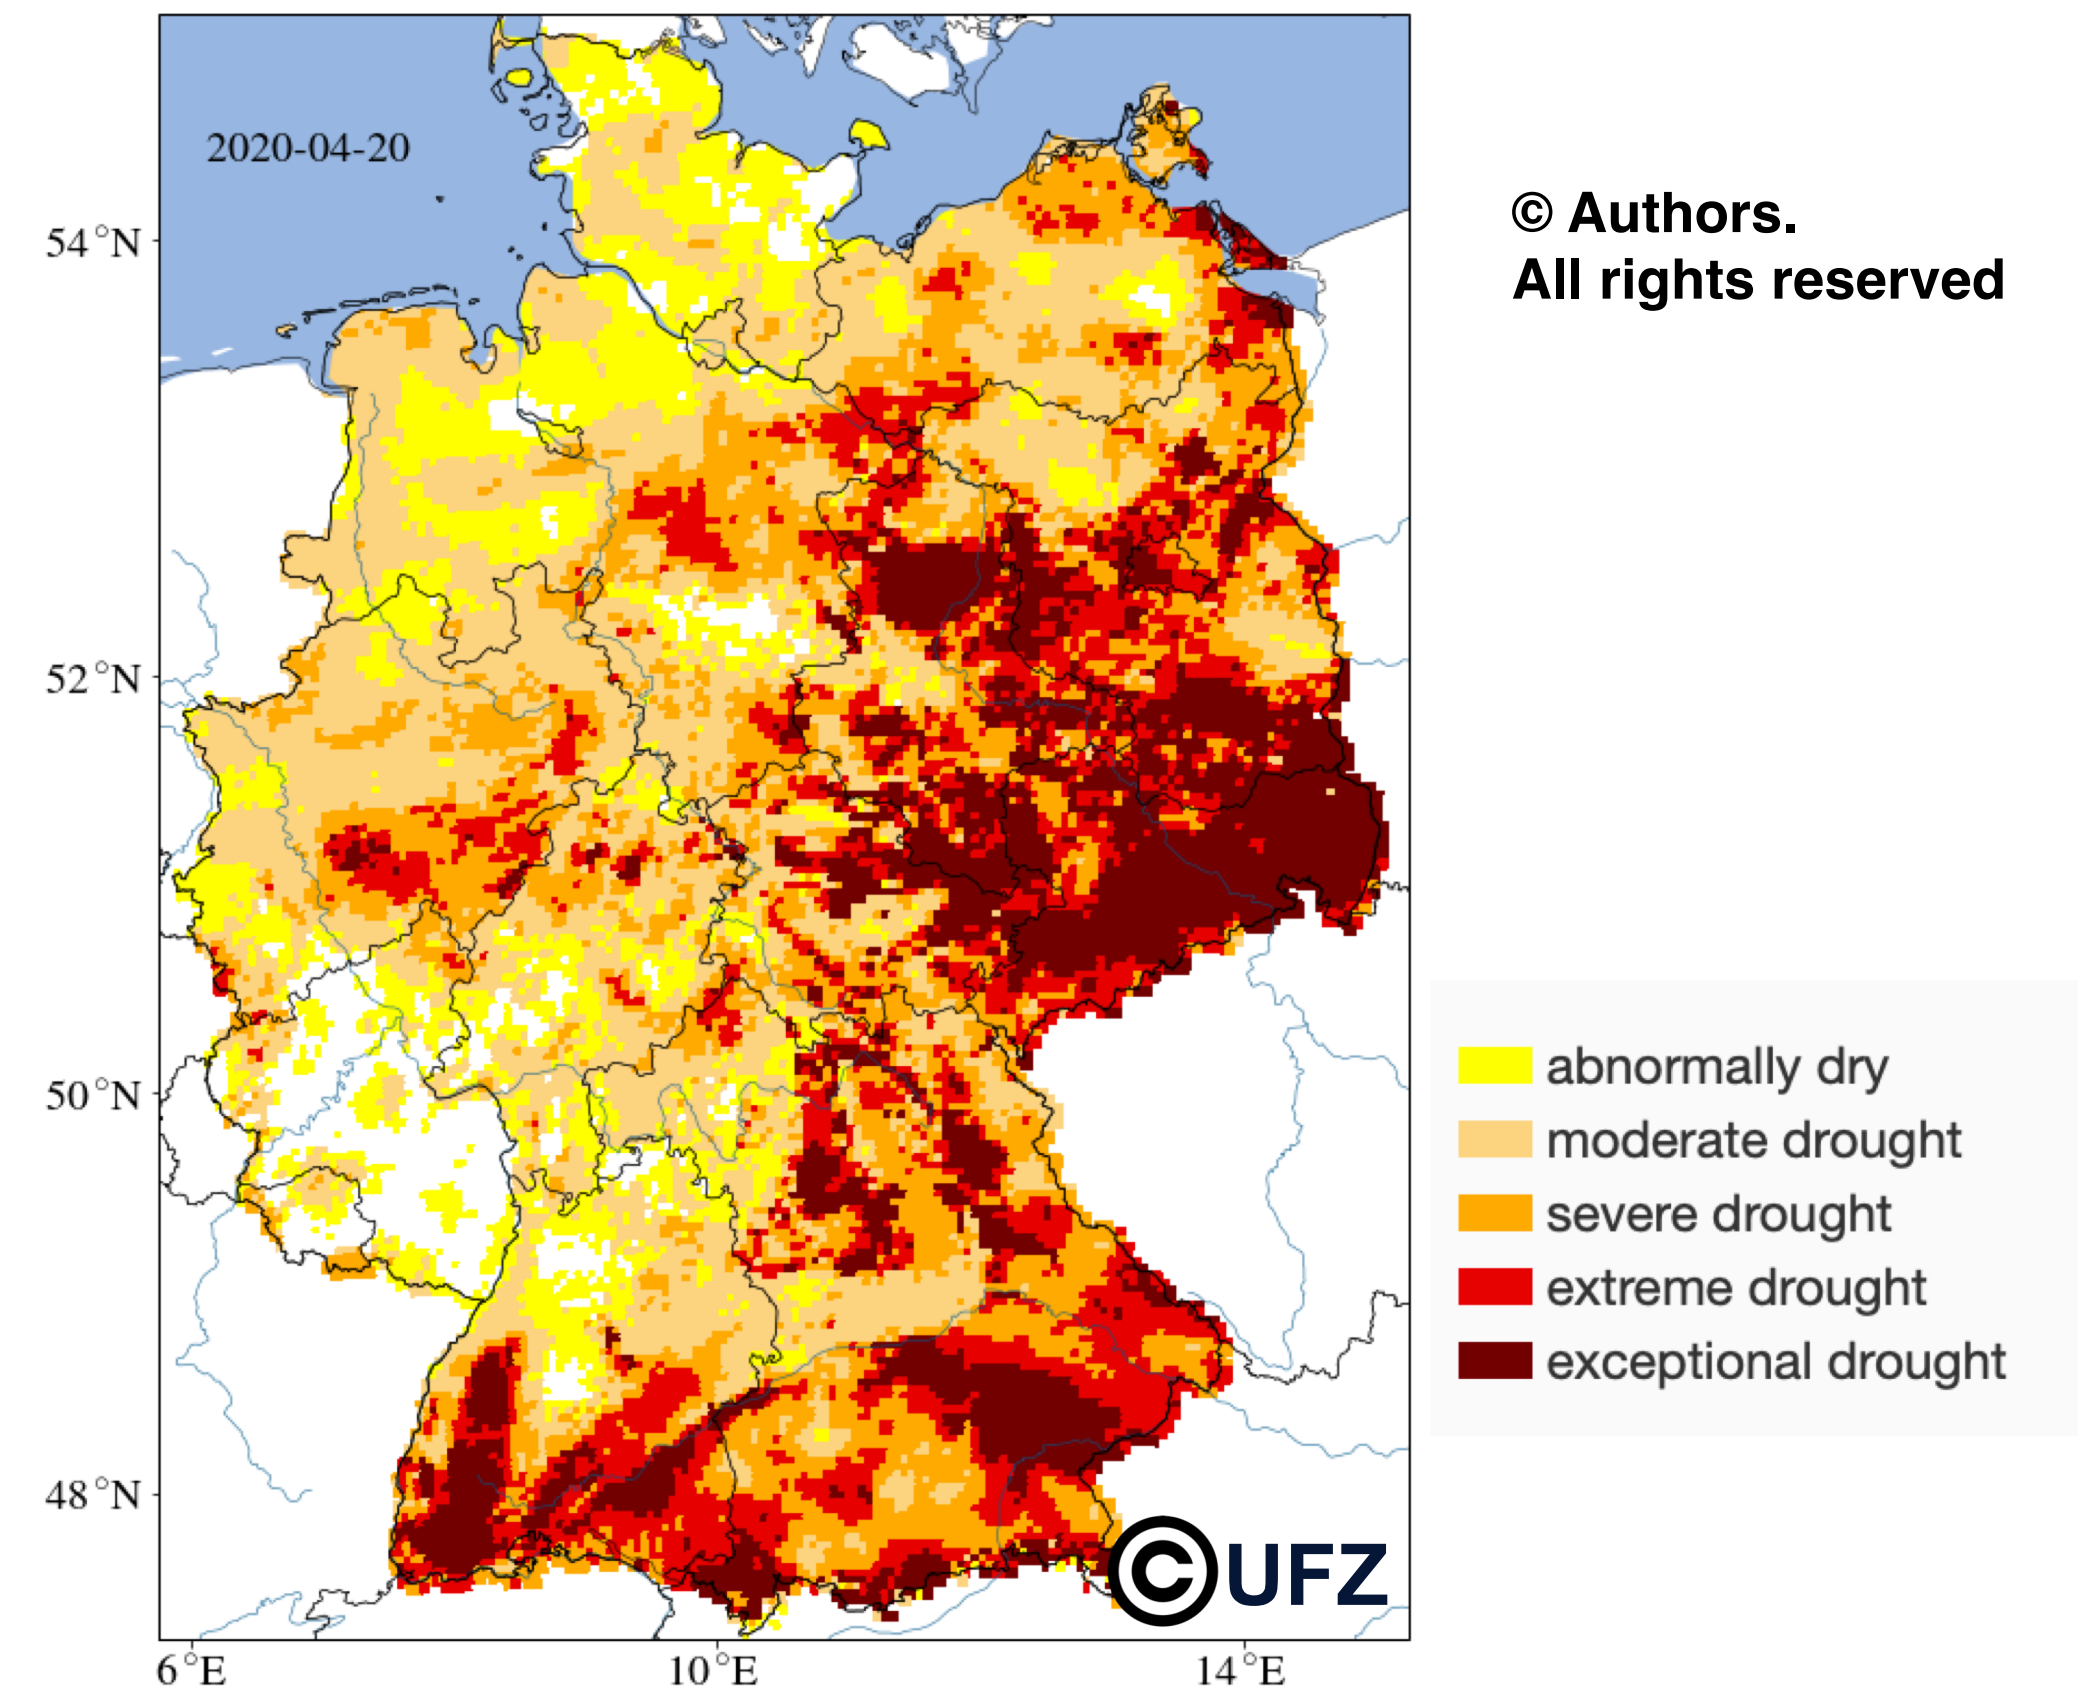 2020-04-20
© Authors.
All rights reserved
54°N
52°N
50°N
48°N
6°E
10°E
14°E
abnormally dry
moderate drought
severe drought
extreme drought
exceptional drought
©UFZ